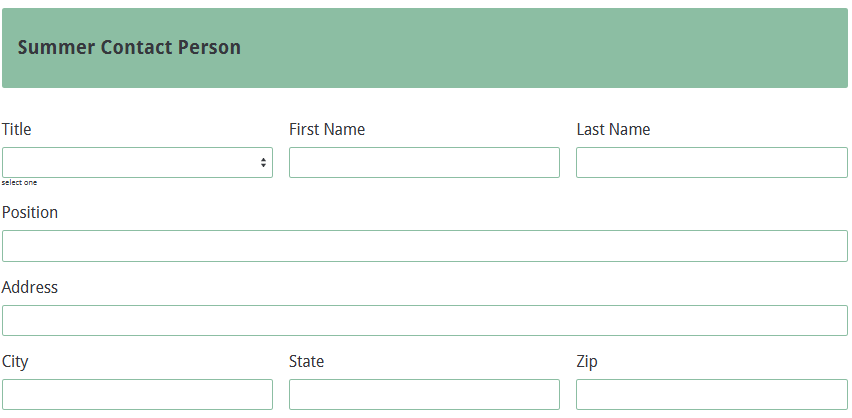 Summer Contact Person
Title First Name Last Name
select one
Position
Address
City State Zip